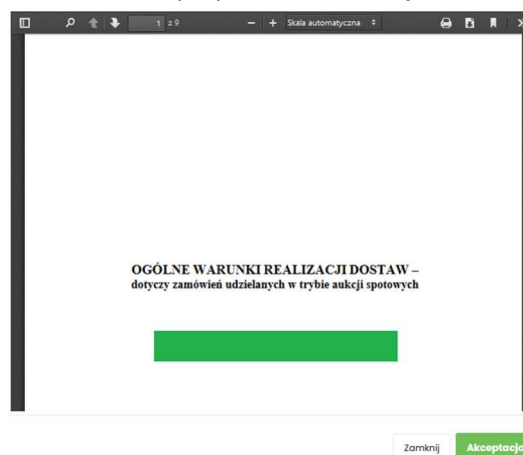 1 z 9 — + Skala automatyczna
OGÓLNE WARUNKI REALIZACJI DOSTAW –
dotyczy zamówień udzielanych w trybie aukcji spotowych
Zamknij Akceptacja